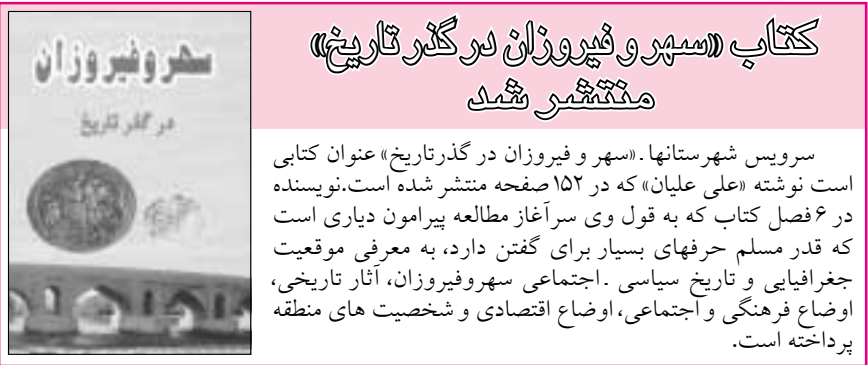 کتاب «سهر و فیروزان در گذر تاریخ»
منتشر شد
سرویس شهرستانها ـ «سهر و فیروزان در گذرتاریخ» عنوان کتابی
است نوشته «علی علیان» که در ۱۵۲ صفحه منتشر شده است.نویسنده
در ۶ فصل کتاب که به قول وی سرآغاز مطالعه پیرامون دیاری است
که قدر مسلم حرفهای بسیار برای گفتن دارد، به معرفی موقعیت
جغرافیایی و تاریخ سیاسی ـ اجتماعی سهروفیروزان، آثار تاریخی،
اوضاع فرهنگی و اجتماعی، اوضاع اقتصادی و شخصیت های منطقه
پرداخته است.
سهر و فیروزان
در گذر تاریخ